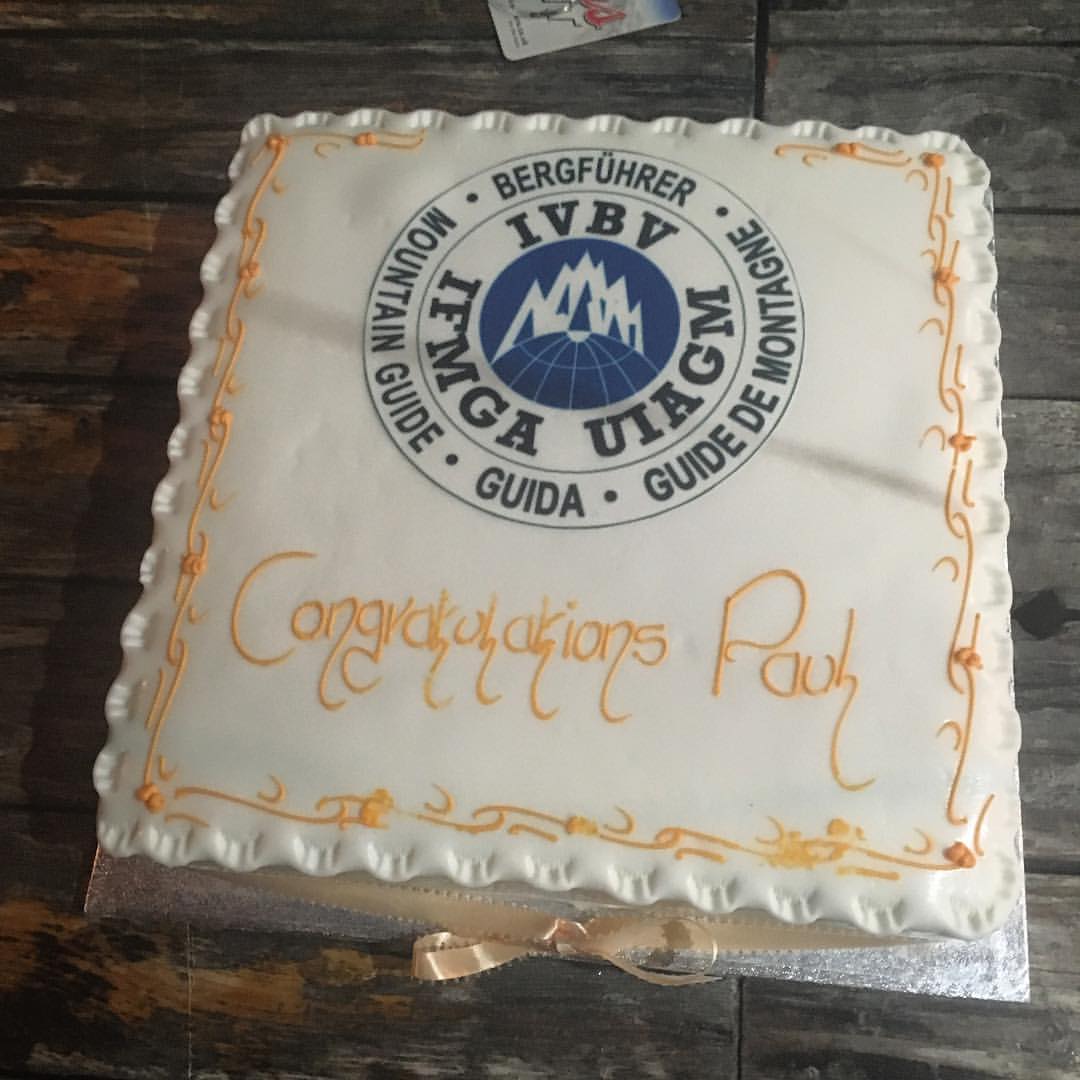 • BERGFÜHRER •
GUIDE DE MONTAGNE •
GUIDA •
MOUNTAIN GUIDE •
IVBV
UIAGM
IFMGA
Congratulations Paul